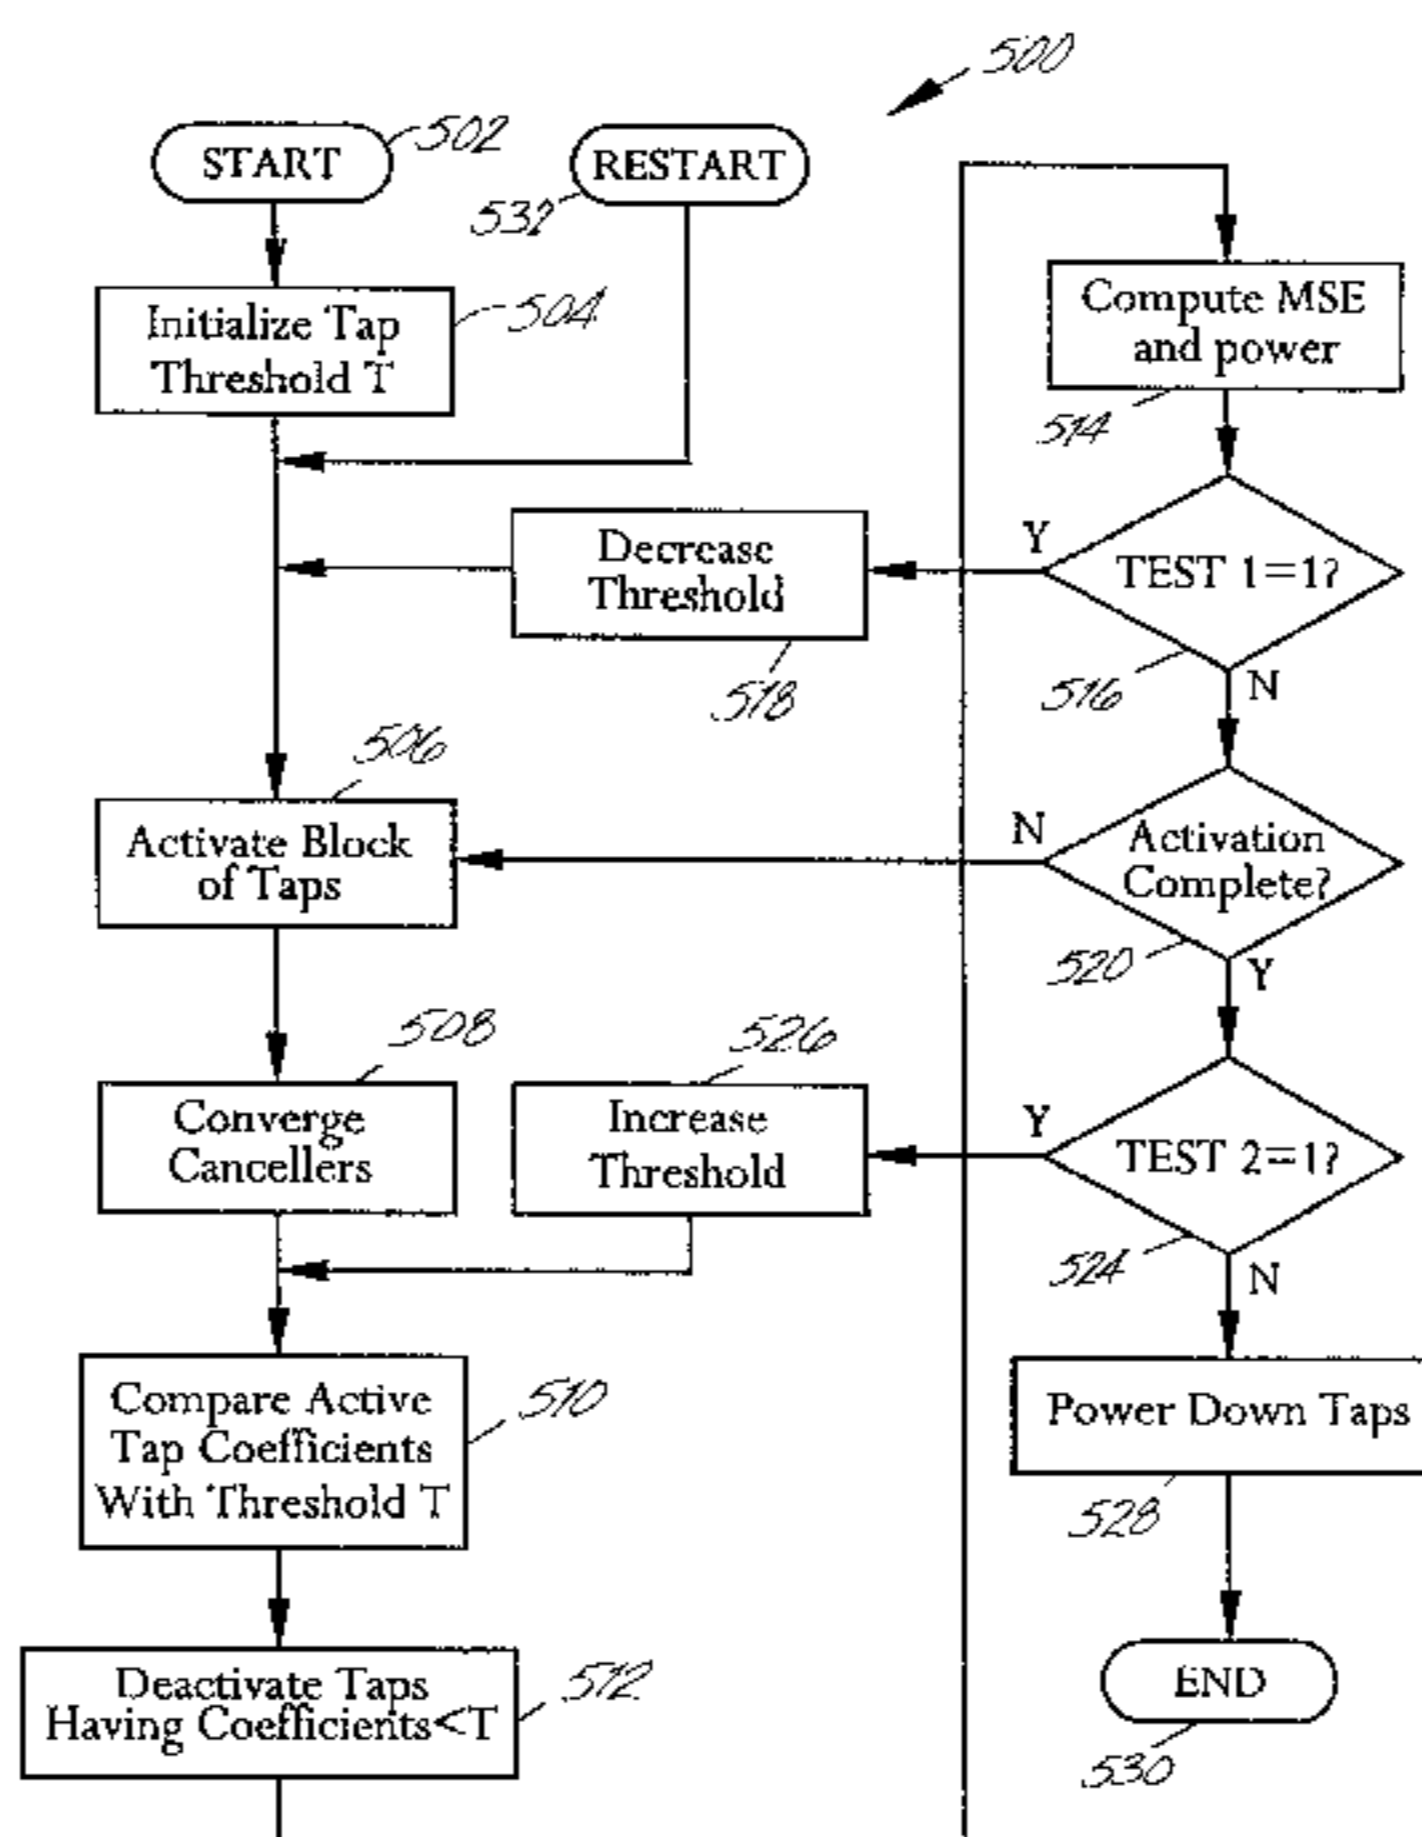 500
START
502
RESTART
532
Initialize Tap
Threshold T
504
Compute MSE
and power
514
Decrease
Threshold
518
Y
TEST 1=1?
516
N
506
Activate Block
of Taps
N
Activation
Complete?
520
Y
508
Converge
Cancellers
526
Increase
Threshold
Y
TEST 2=1?
524
N
Compare Active
Tap Coefficients
With Threshold T
510
Power Down Taps
528
Deactivate Taps
Having Coefficients<T
512
END
530